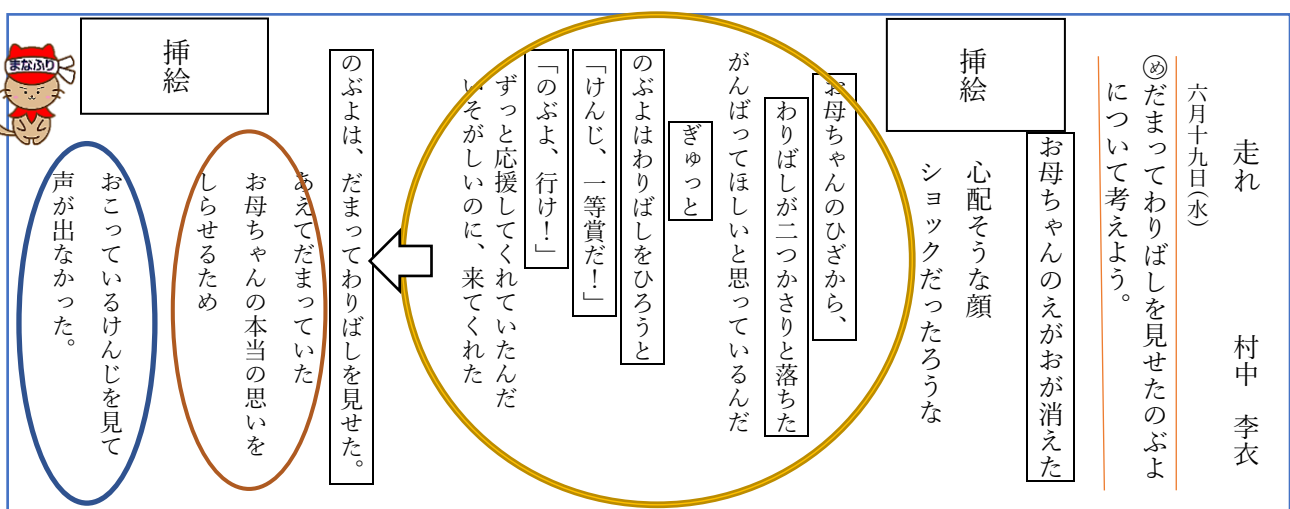 走れ　村中　李衣
六月十九日(水)
㋱だまってわりばしを見せたのぶよ
について考えよう。
挿絵
お母ちゃんのえがおが消えた
心配そうな顔
ショックだったろうな
お母ちゃんのひざから、
わりばしが二つかさりと落ちた
がんばってほしいと思っているんだ
ぎゅっと
のぶよはわりばしをひろうと
「けんじ、一等賞だ！」
「のぶよ、行け！」
ずっと応援してくれていたんだ
いそがしいのに、来てくれた
のぶよは、だまってわりばしを見せた。
挿絵
あえてだまっていた
お母ちゃんの本当の思いを
しらせるため
おこっているけんじを見て
声が出なかった。
まなふり